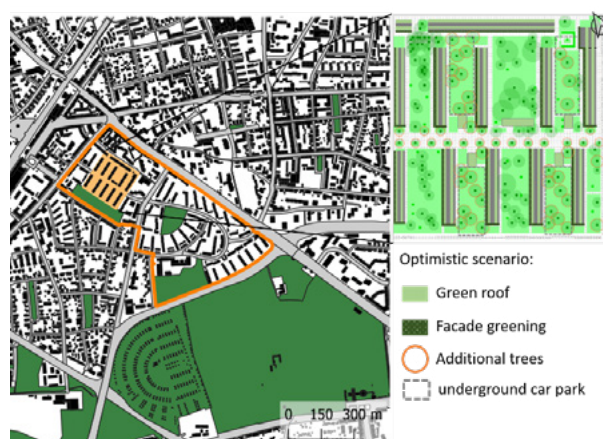 Optimistic scenario:
Green roof
Facade greening
Additional trees
underground car park
0 150 300 m